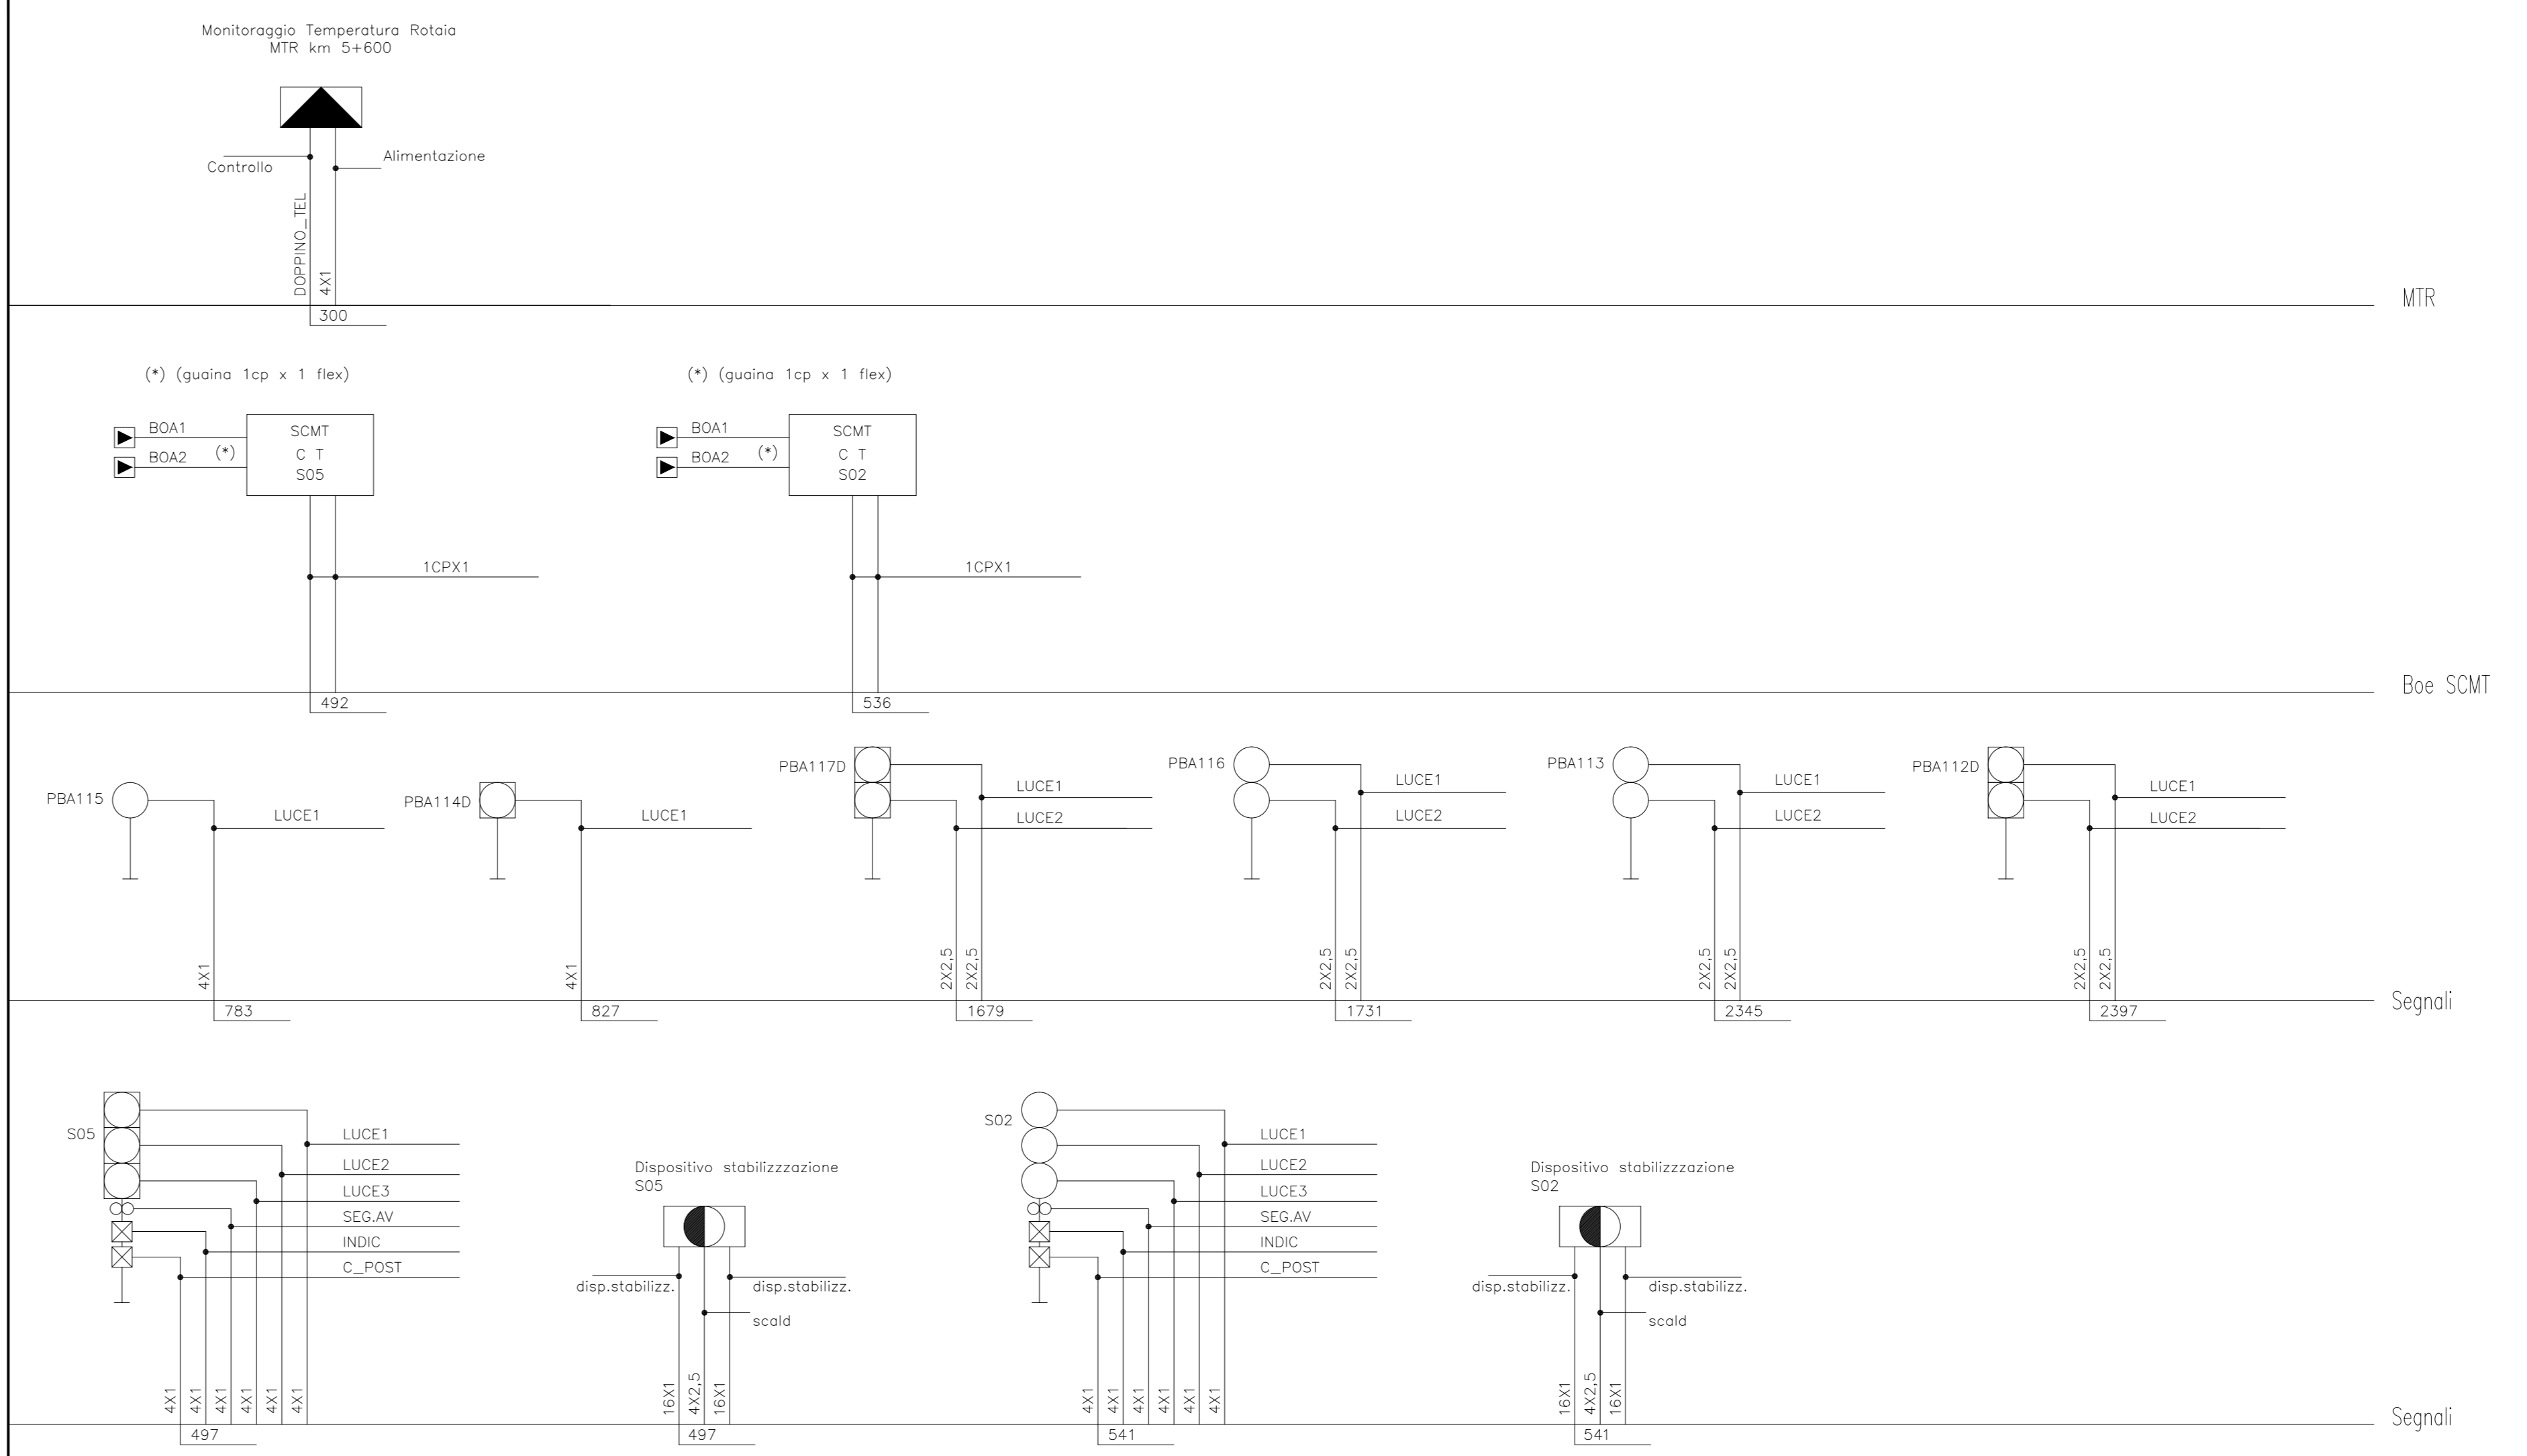 Monitoraggio Temperatura Rotaia
MTR km 5+600
Controllo
Alimentazione
DOPPINO_TEL
4X1
300
MTR
(*) (guaina 1cp x 1 flex)
BOA1
BOA2
(*)
SCMT
C T
S05
1CPX1
492
(*) (guaina 1cp x 1 flex)
BOA1
BOA2
(*)
SCMT
C T
S02
1CPX1
536
Boe SCMT
PBA115
LUCE1
4X1
783
PBA114D
LUCE1
4X1
827
PBA117D
LUCE1
LUCE2
2X2,5
2X2,5
1679
PBA116
LUCE1
LUCE2
2X2,5
2X2,5
1731
PBA113
LUCE1
LUCE2
2X2,5
2X2,5
2345
PBA112D
LUCE1
LUCE2
2X2,5
2X2,5
2397
Segnali
S05
LUCE1
LUCE2
LUCE3
SEG.AV
INDIC
C_POST
4X1
4X1
4X1
4X1
4X1
4X1
497
Dispositivo stabilizzzazione
S05
disp.stabilizz.
disp.stabilizz.
scald
16X1
4X2,5
16X1
497
S02
LUCE1
LUCE2
LUCE3
SEG.AV
INDIC
C_POST
4X1
4X1
4X1
4X1
4X1
4X1
541
Dispositivo stabilizzzazione
S02
disp.stabilizz.
disp.stabilizz.
scald
16X1
4X2,5
16X1
541
Segnali